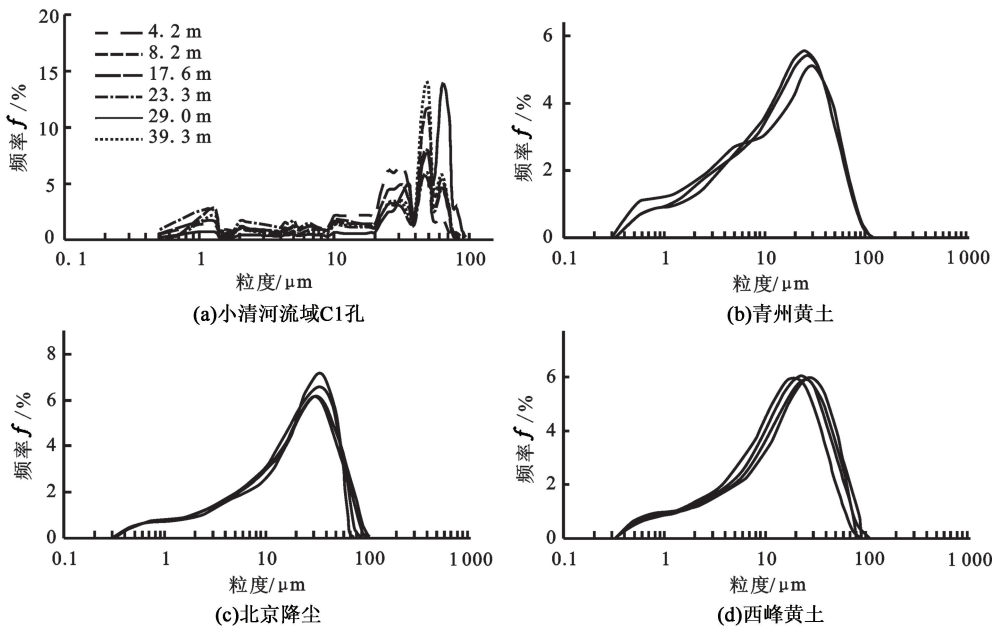 20
15
10
5
0
频率f/%
4.2 m
8.2 m
17.6 m
23.3 m
29.0 m
39.3 m
0.1 1 10 100
粒度/μm
(a)小清河流域C1孔
6
4
2
0
频率f/%
0.1 1 10 100 1 000
粒度/μm
(b)青州黄土
8
6
4
2
0
频率f/%
0.1 1 10 100 1 000
粒度/μm
(c)北京降尘
6
4
2
0
频率f/%
0.1 1 10 100 1 000
粒度/μm
(d)西峰黄土